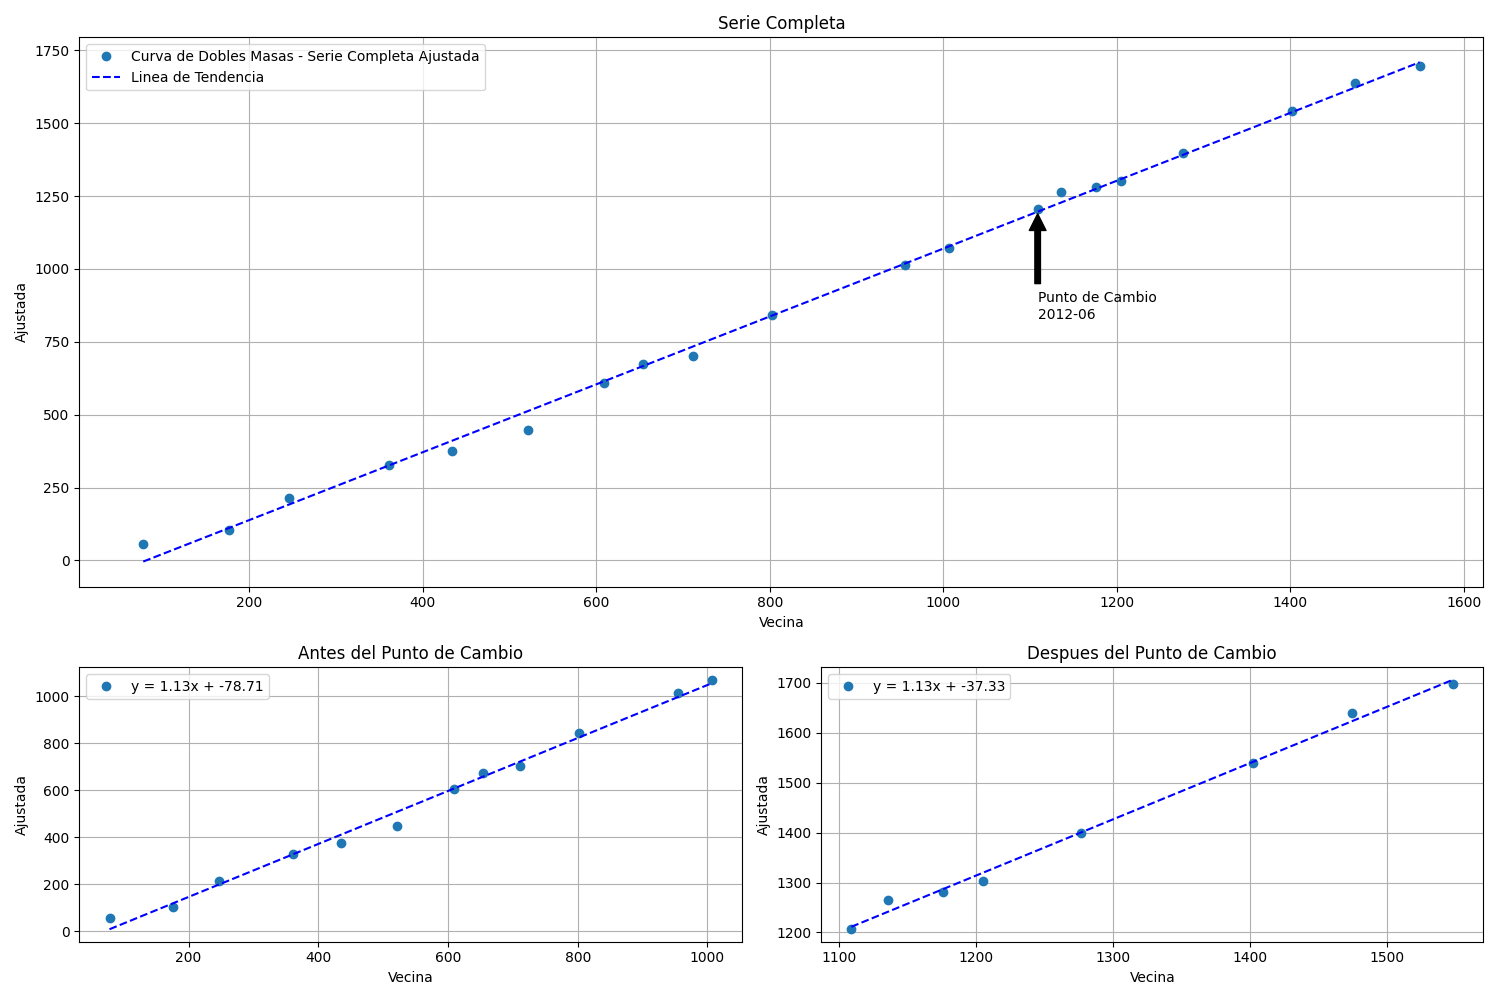 Serie Completa
Curva de Dobles Masas - Serie Completa Ajustada
Linea de Tendencia
1750
1500
1250
1000
750
500
250
0
Ajustada
Punto de Cambio
2012-06
200 400 600 800 1000 1200 1400 1600
Vecina
Antes del Punto de Cambio
y = 1.13x + -78.71
1000
800
600
400
200
0
Ajustada
200 400 600 800 1000
Vecina
Despues del Punto de Cambio
y = 1.13x + -37.33
1700
1600
1500
1400
1300
1200
Ajustada
1100 1200 1300 1400 1500
Vecina